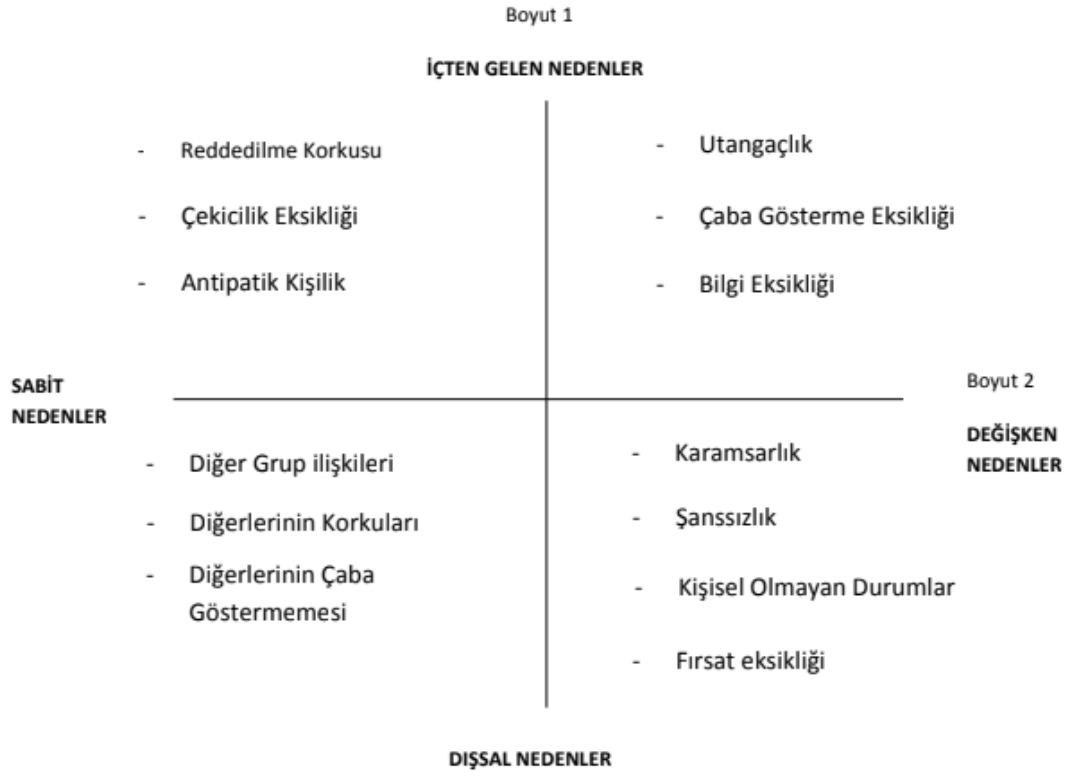 Boyut 1
İÇTEN GELEN NEDENLER
- Reddedilme Korkusu
- Çekicilik Eksikliği
- Antipatik Kişilik
- Utangaçlık
- Çaba Gösterme Eksikliği
- Bilgi Eksikliği
SABİT
NEDENLER
Boyut 2
DEĞİŞKEN
NEDENLER
- Diğer Grup ilişkileri
- Diğerlerinin Korkuları
- Diğerlerinin Çaba
Göstermemesi
- Karamsarlık
- Şanssızlık
- Kişisel Olmayan Durumlar
- Fırsat eksikliği
DIŞSAL NEDENLER